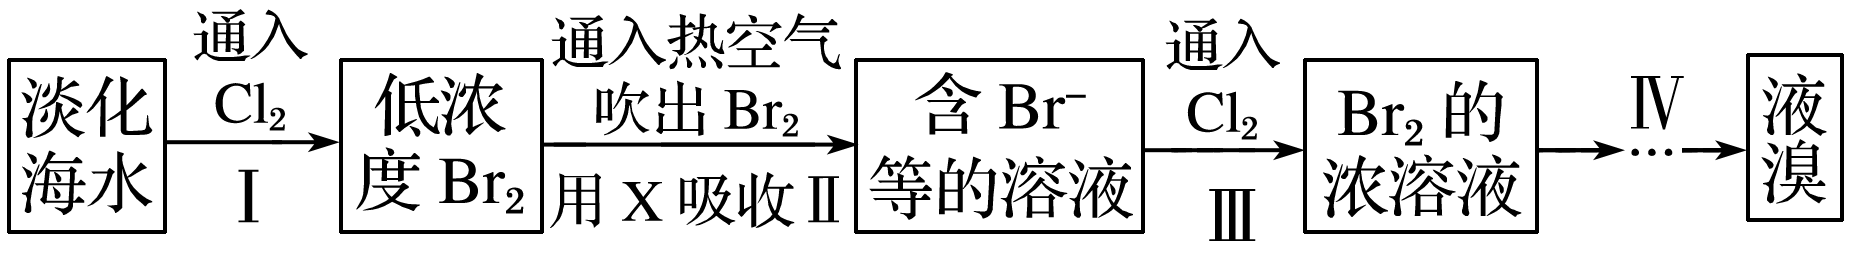 淡化
海水
通入
Cl₂
Ⅰ
低浓
度 Br₂
通入热空气
吹出 Br₂
用 X 吸收 Ⅱ
含 Br⁻
等的溶液
通入
Cl₂
Ⅲ
Br₂ 的
浓溶液
Ⅳ
…
液
溴